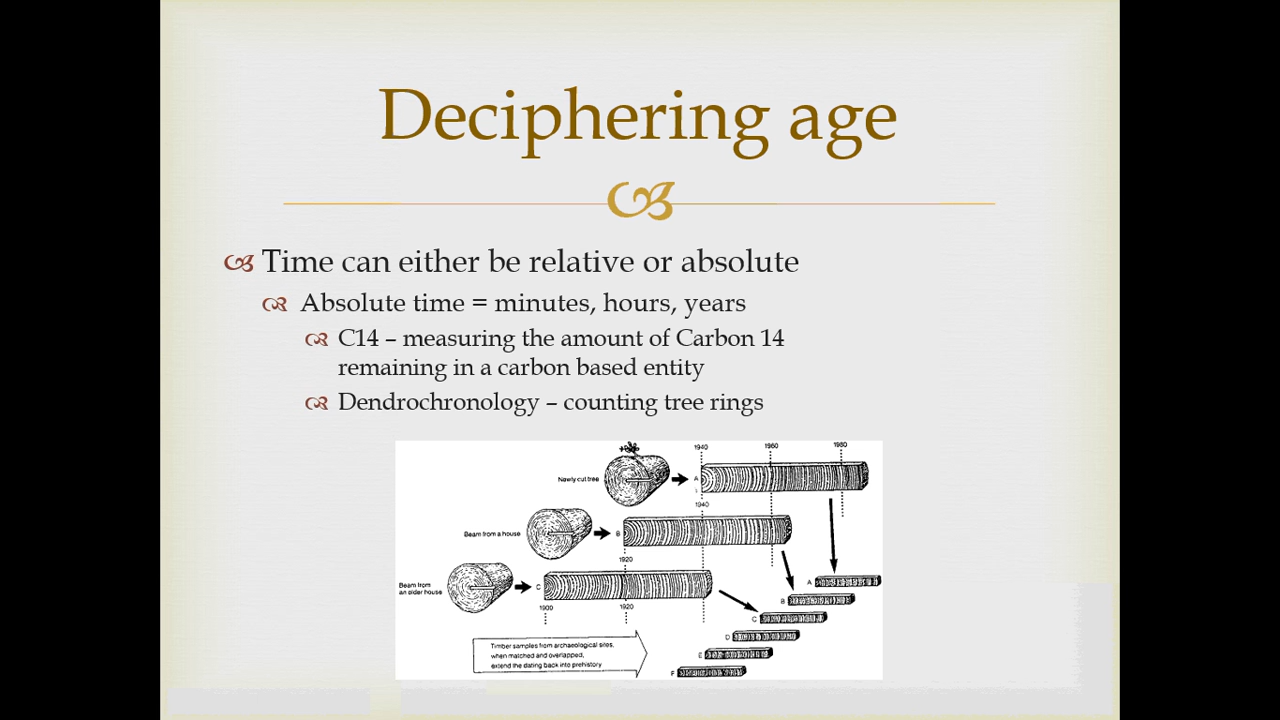 Deciphering age
Time can either be relative or absolute
Absolute time = minutes, hours, years
C14 – measuring the amount of Carbon 14
remaining in a carbon based entity
Dendrochronology – counting tree rings
1940 1960 1980
Newly cut tree
A
1940
Beam from a house
B
1920
Beam from
an older house
C
1900 1920
A
B
C
D
E
F
Timber samples from archaeological sites,
when matched and overlapped,
extend the dating back into prehistory